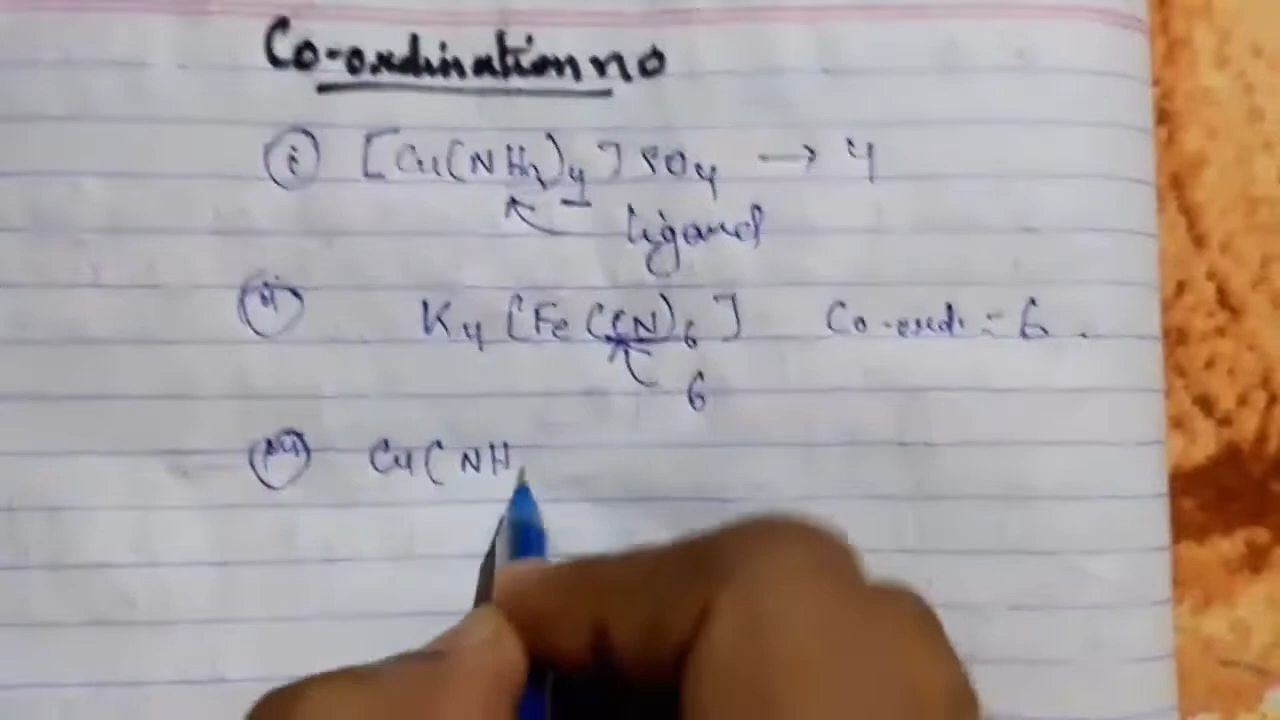 Co-ordination no
(i) [Cu(NH3)4] SO4 → 4
ligand
(ii) K4 [Fe(CN)6] Co-ord. = 6.
6
(iii) Cu(NH